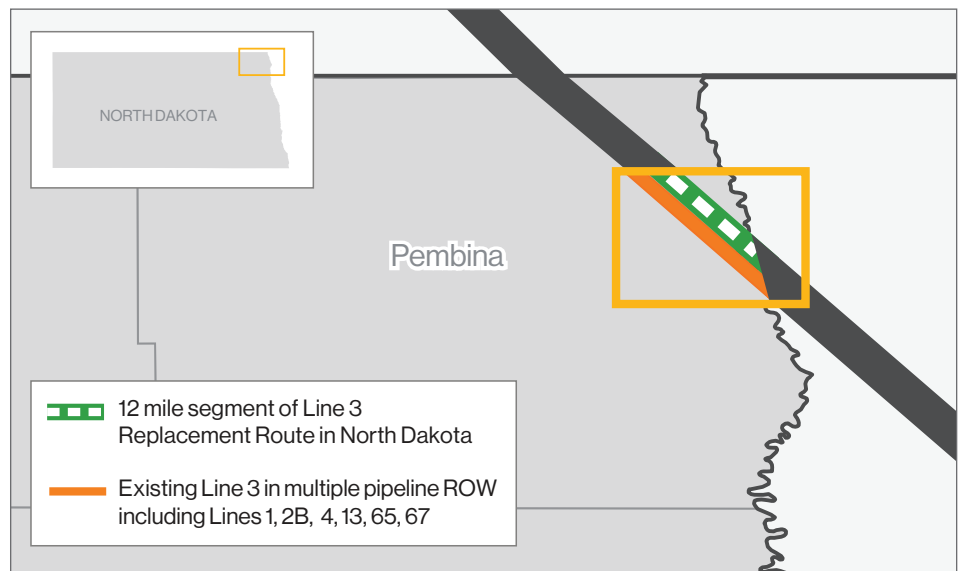 NORTH DAKOTA
Pembina
12 mile segment of Line 3
Replacement Route in North Dakota
Existing Line 3 in multiple pipeline ROW
including Lines 1, 2B, 4, 13, 65, 67